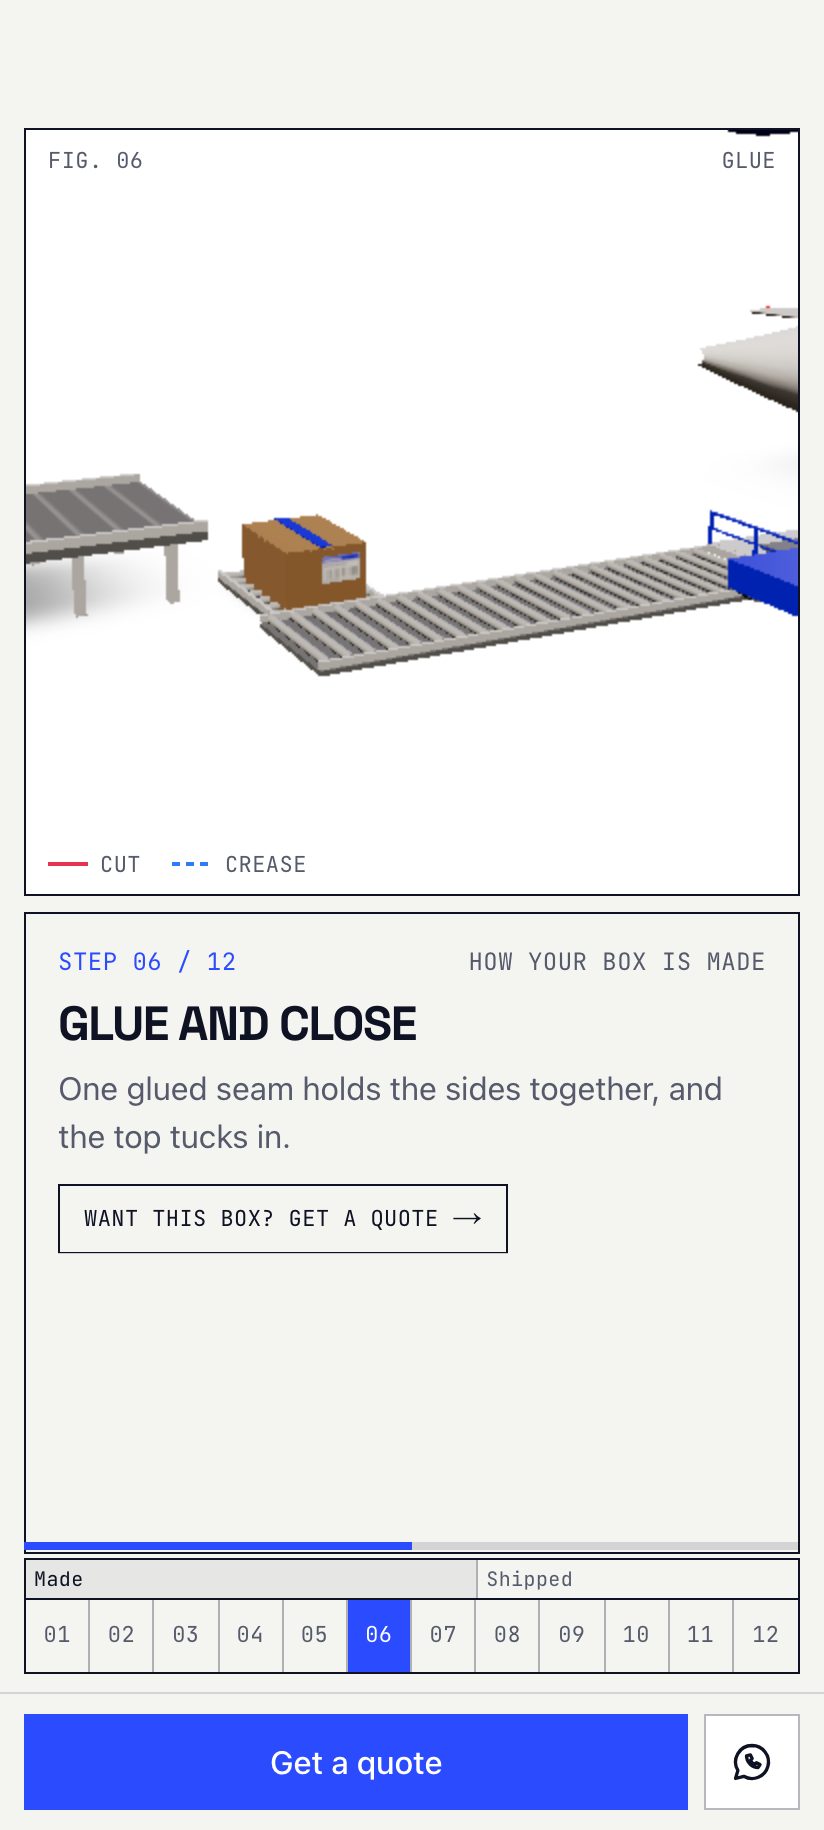 FIG. 06
GLUE
CUT
CREASE
STEP 06 / 12
HOW YOUR BOX IS MADE
GLUE AND CLOSE
One glued seam holds the sides together, and
the top tucks in.
WANT THIS BOX? GET A QUOTE →
Made
Shipped
01 02 03 04 05 06 07 08 09 10 11 12
Get a quote